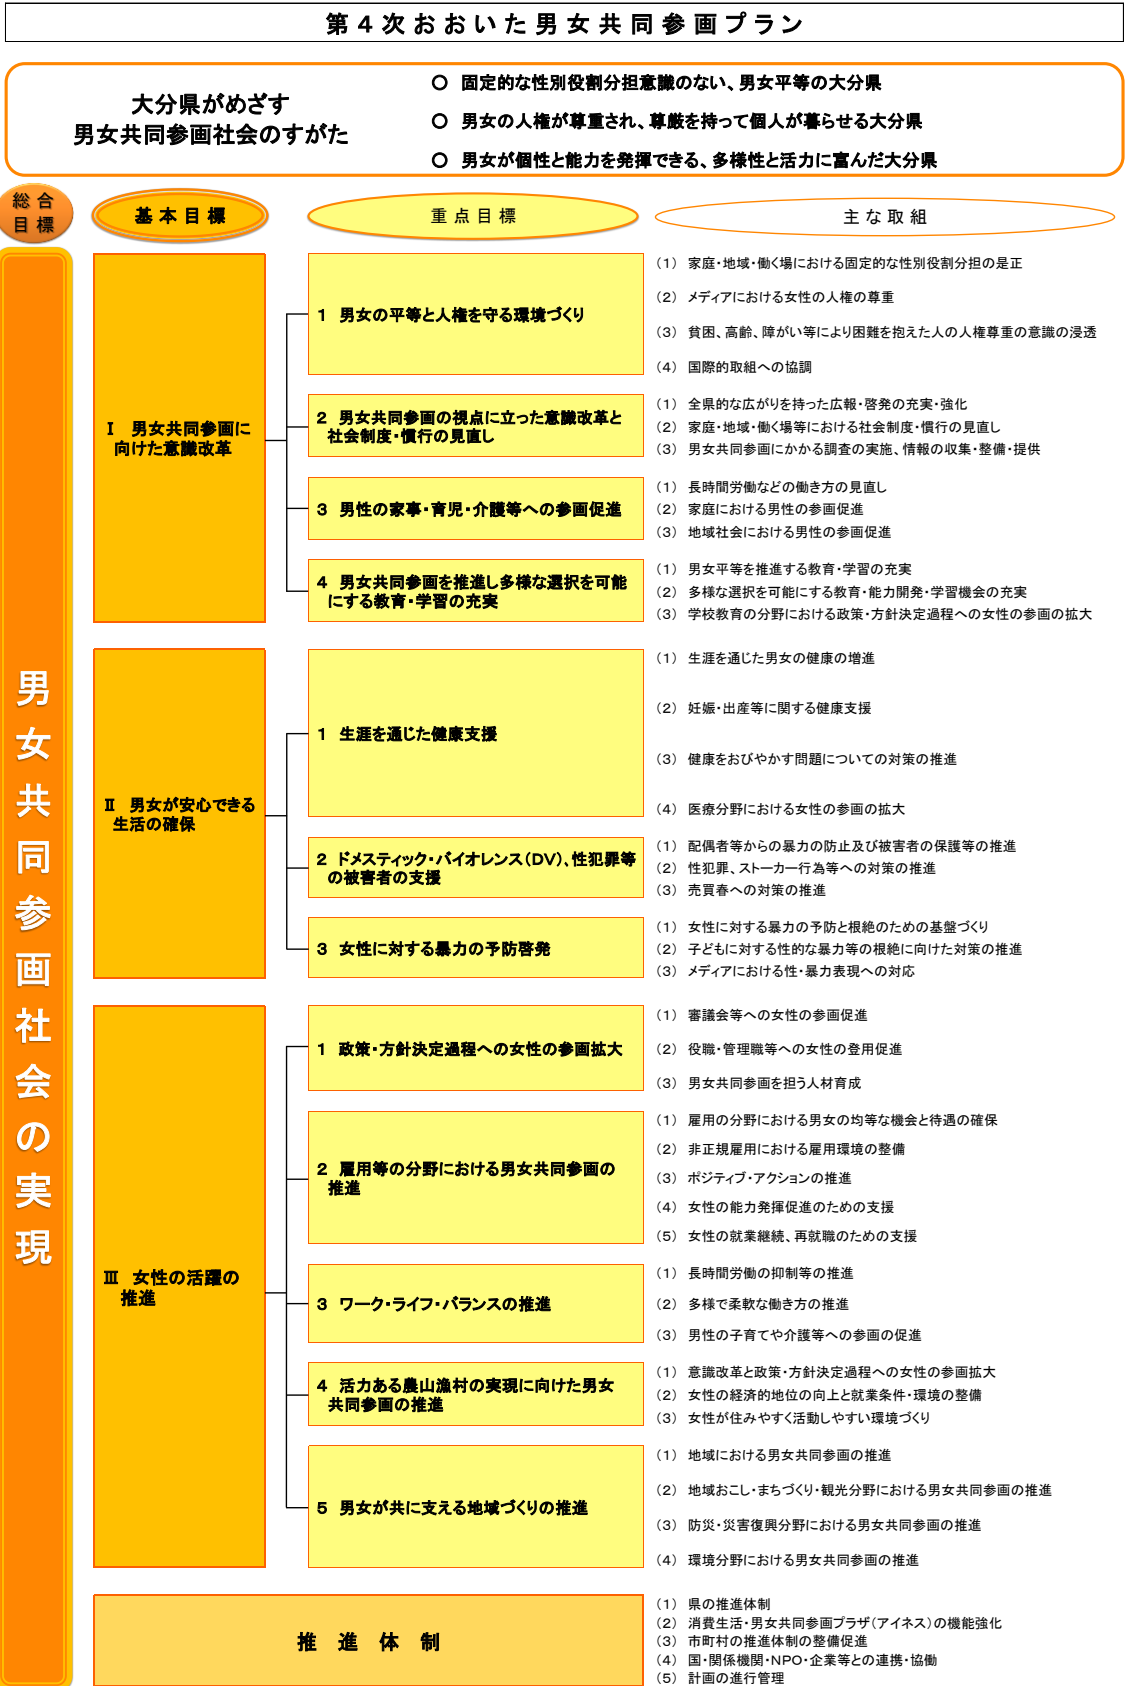 第４次おおいた男女共同参画プラン
大分県がめざす
男女共同参画社会のすがた
○ 固定的な性別役割分担意識のない、男女平等の大分県
○ 男女の人権が尊重され、尊厳を持って個人が暮らせる大分県
○ 男女が個性と能力を発揮できる、多様性と活力に富んだ大分県
総合
目標
基本目標
重点目標
主な取組
男女共同参画社会の実現
Ⅰ 男女共同参画に
向けた意識改革
１ 男女の平等と人権を守る環境づくり
（１） 家庭・地域・働く場における固定的な性別役割分担の是正
（２） メディアにおける女性の人権の尊重
（３） 貧困、高齢、障がい等により困難を抱えた人の人権尊重の意識の浸透
（４） 国際的取組への協調
２ 男女共同参画の視点に立った意識改革と
社会制度・慣行の見直し
（１） 全県的な広がりを持った広報・啓発の充実・強化
（２） 家庭・地域・働く場等における社会制度・慣行の見直し
（３） 男女共同参画にかかる調査の実施、情報の収集・整備・提供
３ 男性の家事・育児・介護等への参画促進
（１） 長時間労働などの働き方の見直し
（２） 家庭における男性の参画促進
（３） 地域社会における男性の参画促進
４ 男女共同参画を推進し多様な選択を可能
にする教育・学習の充実
（１） 男女平等を推進する教育・学習の充実
（２） 多様な選択を可能にする教育・能力開発・学習機会の充実
（３） 学校教育の分野における政策・方針決定過程への女性の参画の拡大
Ⅱ 男女が安心できる
生活の確保
１ 生涯を通じた健康支援
（１） 生涯を通じた男女の健康の増進
（２） 妊娠・出産等に関する健康支援
（３） 健康をおびやかす問題についての対策の推進
（４） 医療分野における女性の参画の拡大
２ ドメスティック・バイオレンス（DV）、性犯罪等
の被害者の支援
（１） 配偶者等からの暴力の防止及び被害者の保護等の推進
（２） 性犯罪、ストーカー行為等への対策の推進
（３） 売買春への対策の推進
３ 女性に対する暴力の予防啓発
（１） 女性に対する暴力の予防と根絶のための基盤づくり
（２） 子どもに対する性的な暴力等の根絶に向けた対策の推進
（３） メディアにおける性・暴力表現への対応
Ⅲ 女性の活躍の
推進
１ 政策・方針決定過程への女性の参画拡大
（１） 審議会等への女性の参画促進
（２） 役職・管理職等への女性の登用促進
（３） 男女共同参画を担う人材育成
２ 雇用等の分野における男女共同参画の
推進
（１） 雇用の分野における男女の均等な機会と待遇の確保
（２） 非正規雇用における雇用環境の整備
（３） ポジティブ・アクションの推進
（４） 女性の能力発揮促進のための支援
（５） 女性の就業継続、再就職のための支援
３ ワーク・ライフ・バランスの推進
（１） 長時間労働の抑制等の推進
（２） 多様で柔軟な働き方の推進
（３） 男性の子育てや介護等への参画の促進
４ 活力ある農山漁村の実現に向けた男女
共同参画の推進
（１） 意識改革と政策・方針決定過程への女性の参画拡大
（２） 女性の経済的地位の向上と就業条件・環境の整備
（３） 女性が住みやすく活動しやすい環境づくり
５ 男女が共に支える地域づくりの推進
（１） 地域における男女共同参画の推進
（２） 地域おこし・まちづくり・観光分野における男女共同参画の推進
（３） 防災・災害復興分野における男女共同参画の推進
（４） 環境分野における男女共同参画の推進
推進体制
（１） 県の推進体制
（２） 消費生活・男女共同参画プラザ（アイネス）の機能強化
（３） 市町村の推進体制の整備促進
（４） 国・関係機関・NPO・企業等との連携・協働
（５） 計画の進行管理